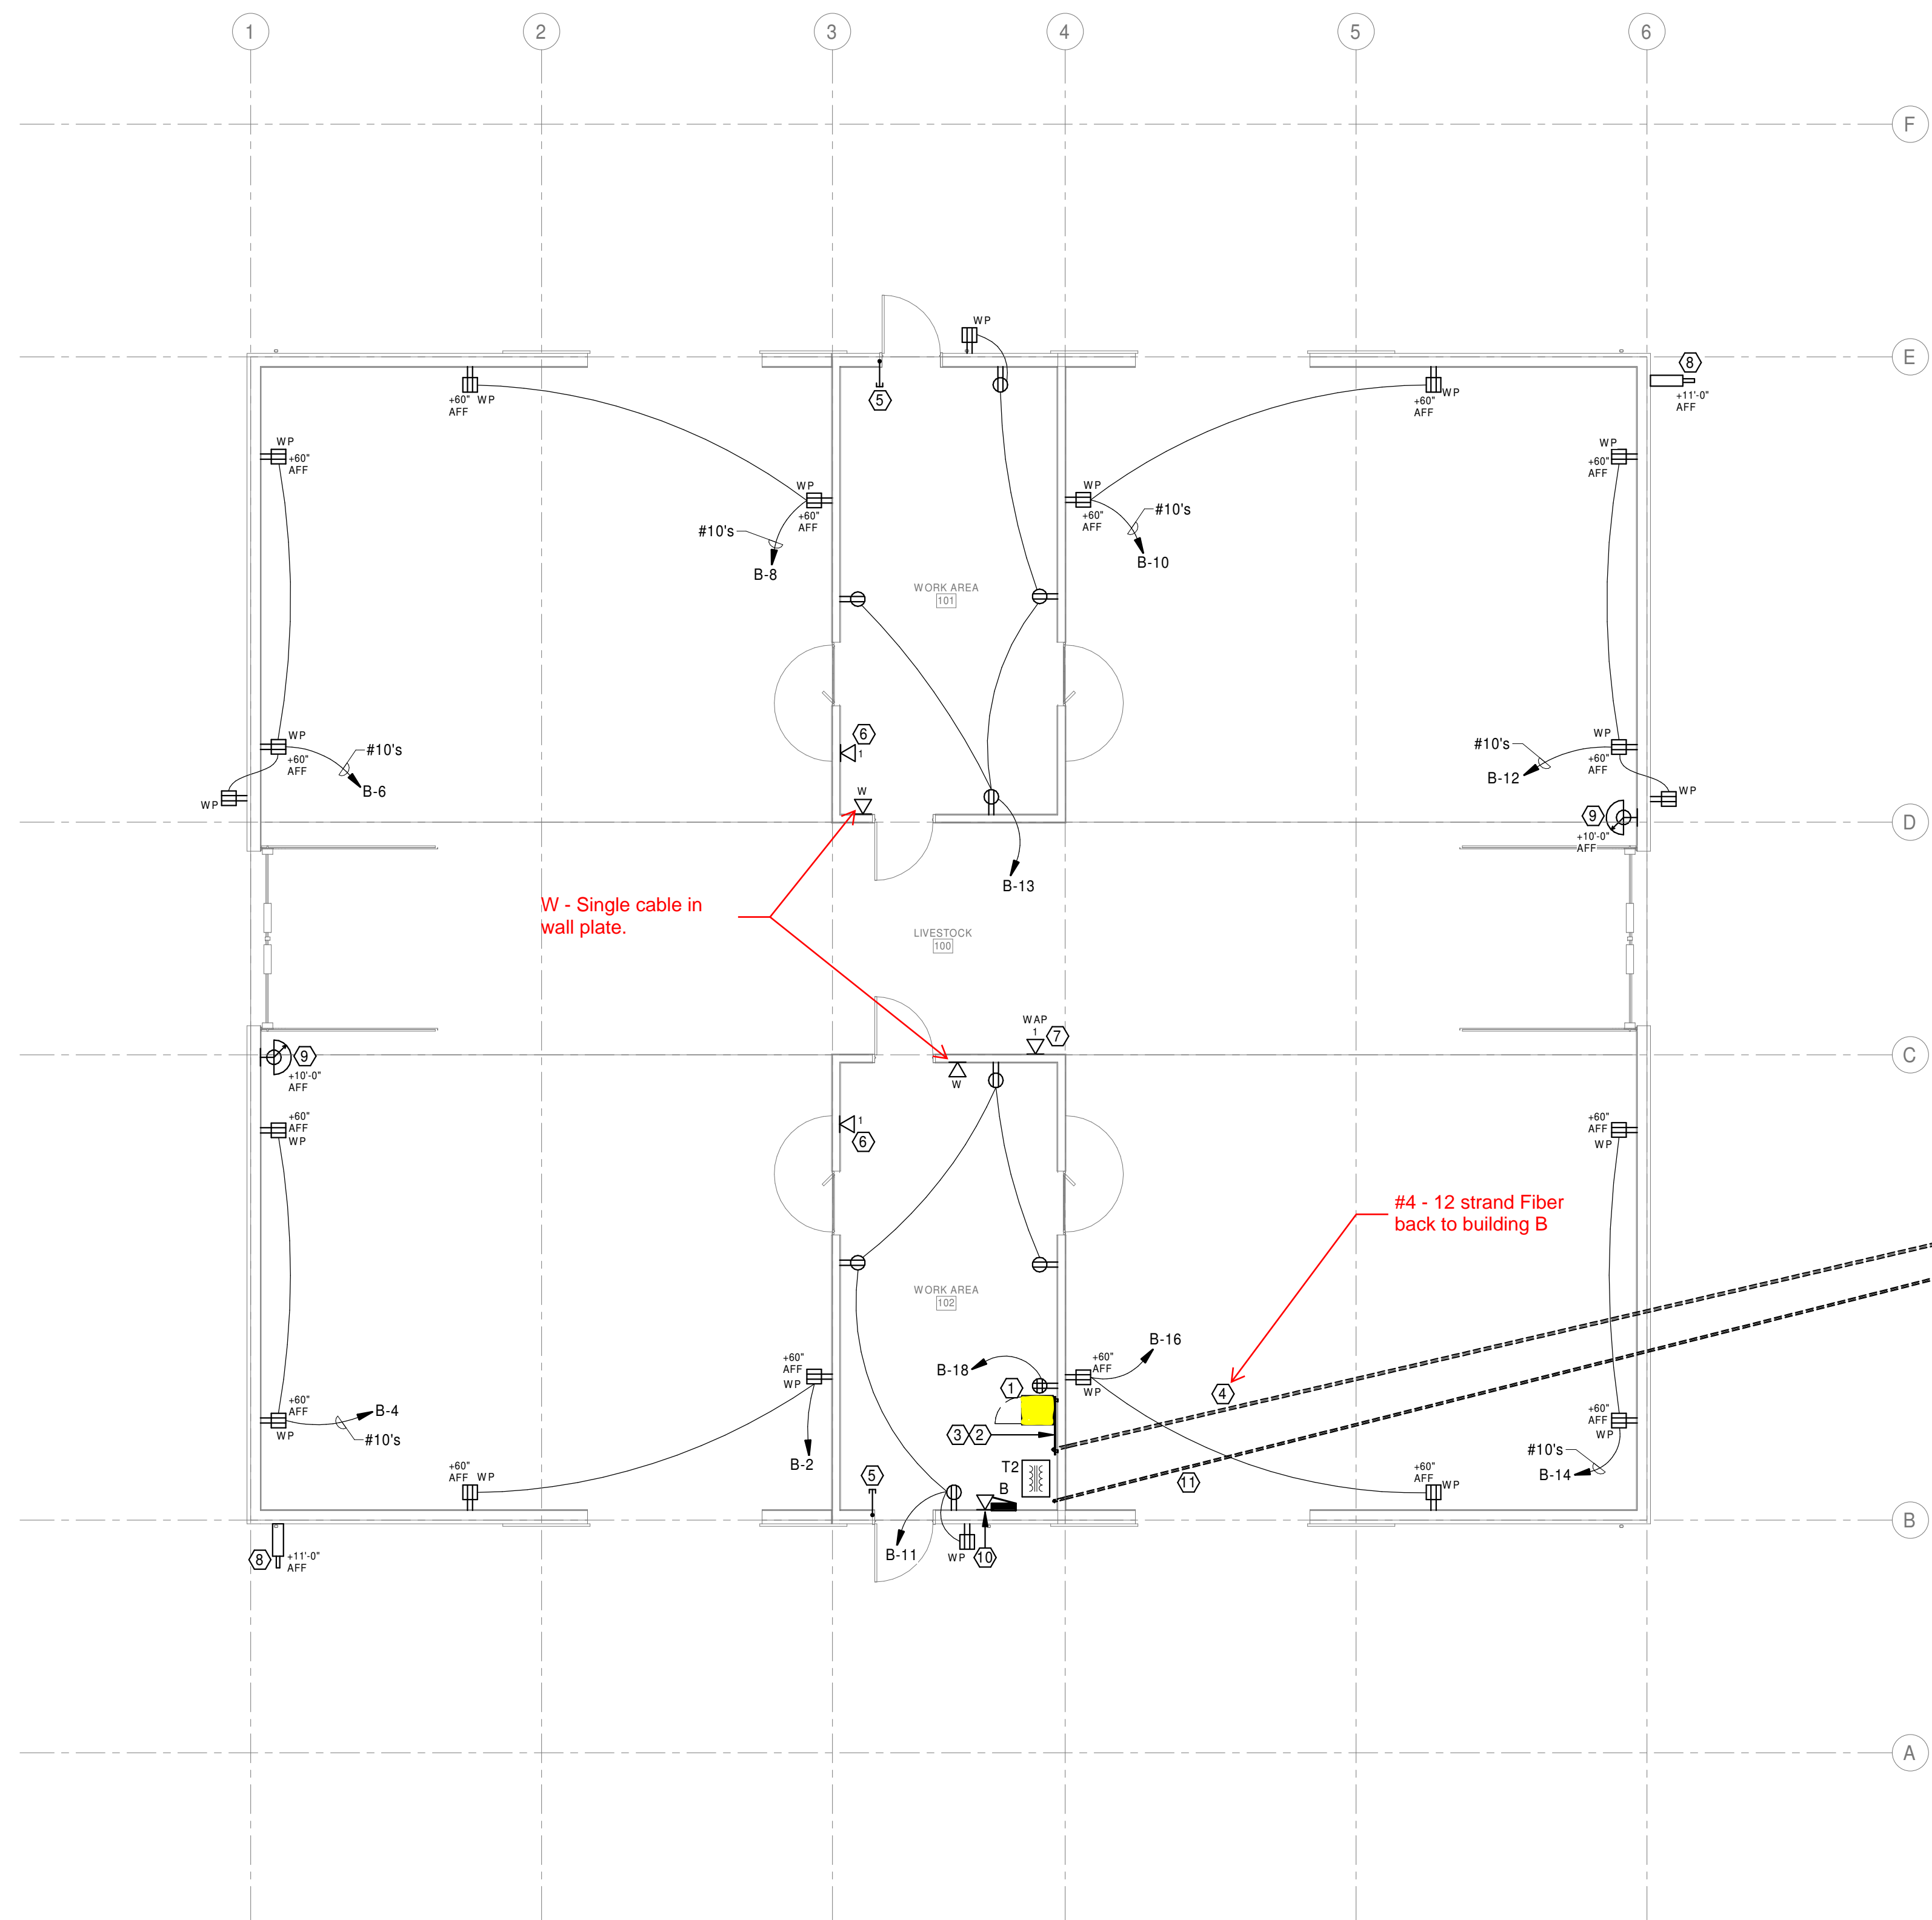 1
2
3
4
5
6
F
WP
E
8
+11'-0"
AFF
5
+60"
AFF
WP
+60"
AFF
WP
WP
+60"
AFF
WP
+60"
AFF
WP
+60"
AFF
WP
+60"
AFF
#10's
#10's
B-8
B-10
WORK AREA
101
6
1
WP
+60"
AFF
#10's
B-6
WP
WP
+60"
AFF
#10's
B-12
WP
W
9
+10'-0"
AFF
D
B-13
W - Single cable in
wall plate.
LIVESTOCK
100
WAP
1
7
C
9
+10'-0"
AFF
W
+60"
AFF
WP
1
6
+60"
AFF
WP
#4 - 12 strand Fiber
back to building B
WORK AREA
102
B-16
+60"
AFF
WP
B-18
+60"
AFF
WP
1
4
+60"
AFF
WP
B-4
#10's
+60"
AFF
WP
3
2
#10's
B-14
B-2
T2
+60"
AFF
WP
5
B
11
+60"
AFF
WP
B
B-11
WP
10
8
+11'-0"
AFF
A